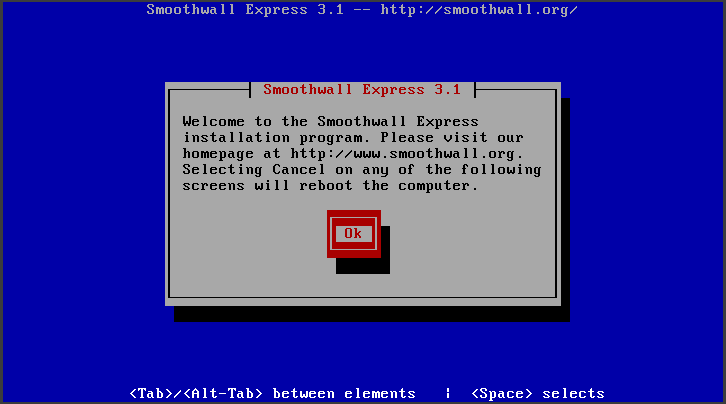 Smoothwall Express 3.1 -- http://smoothwall.org/
Smoothwall Express 3.1
Welcome to the Smoothwall Express
installation program. Please visit our
homepage at http://www.smoothwall.org.
Selecting Cancel on any of the following
screens will reboot the computer.
Ok
<Tab>/<Alt-Tab> between elements | <Space> selects